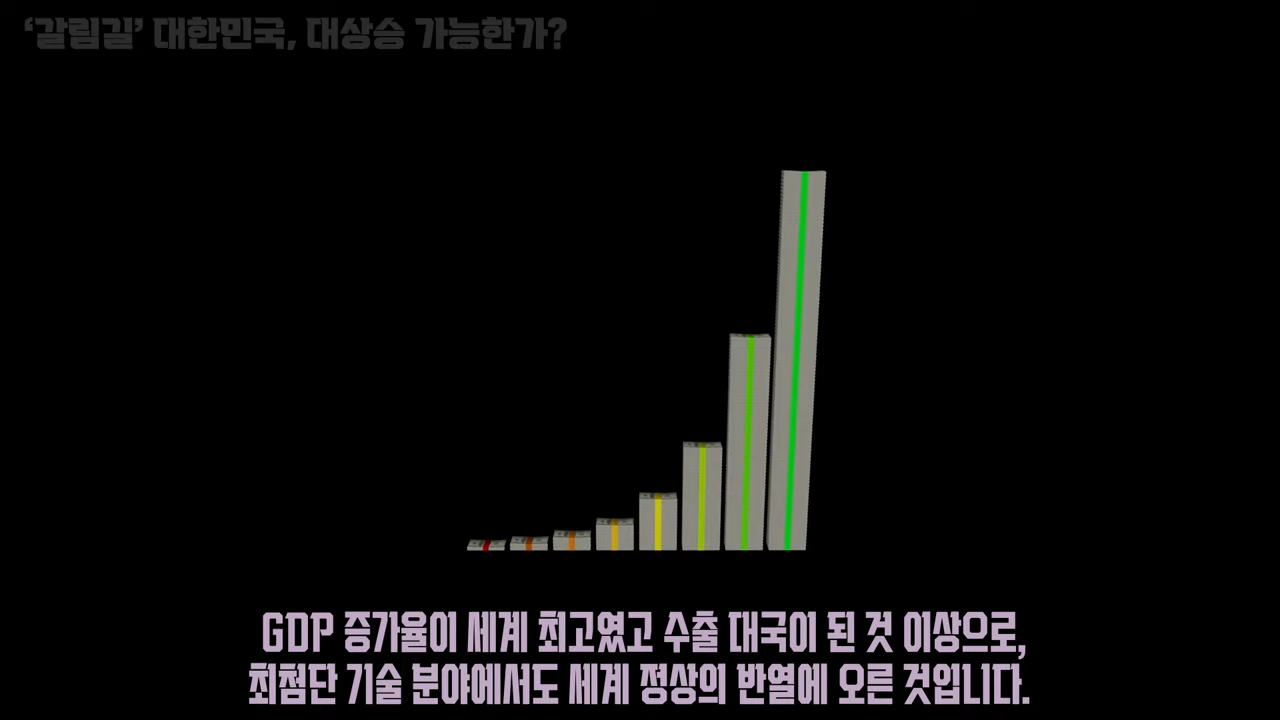 ‘갈림길’ 대한민국, 대상승 가능한가?
GDP 증가율이 세계 최고였고 수출 대국이 된 것 이상으로,
최첨단 기술 분야에서도 세계 정상의 반열에 오른 것입니다.